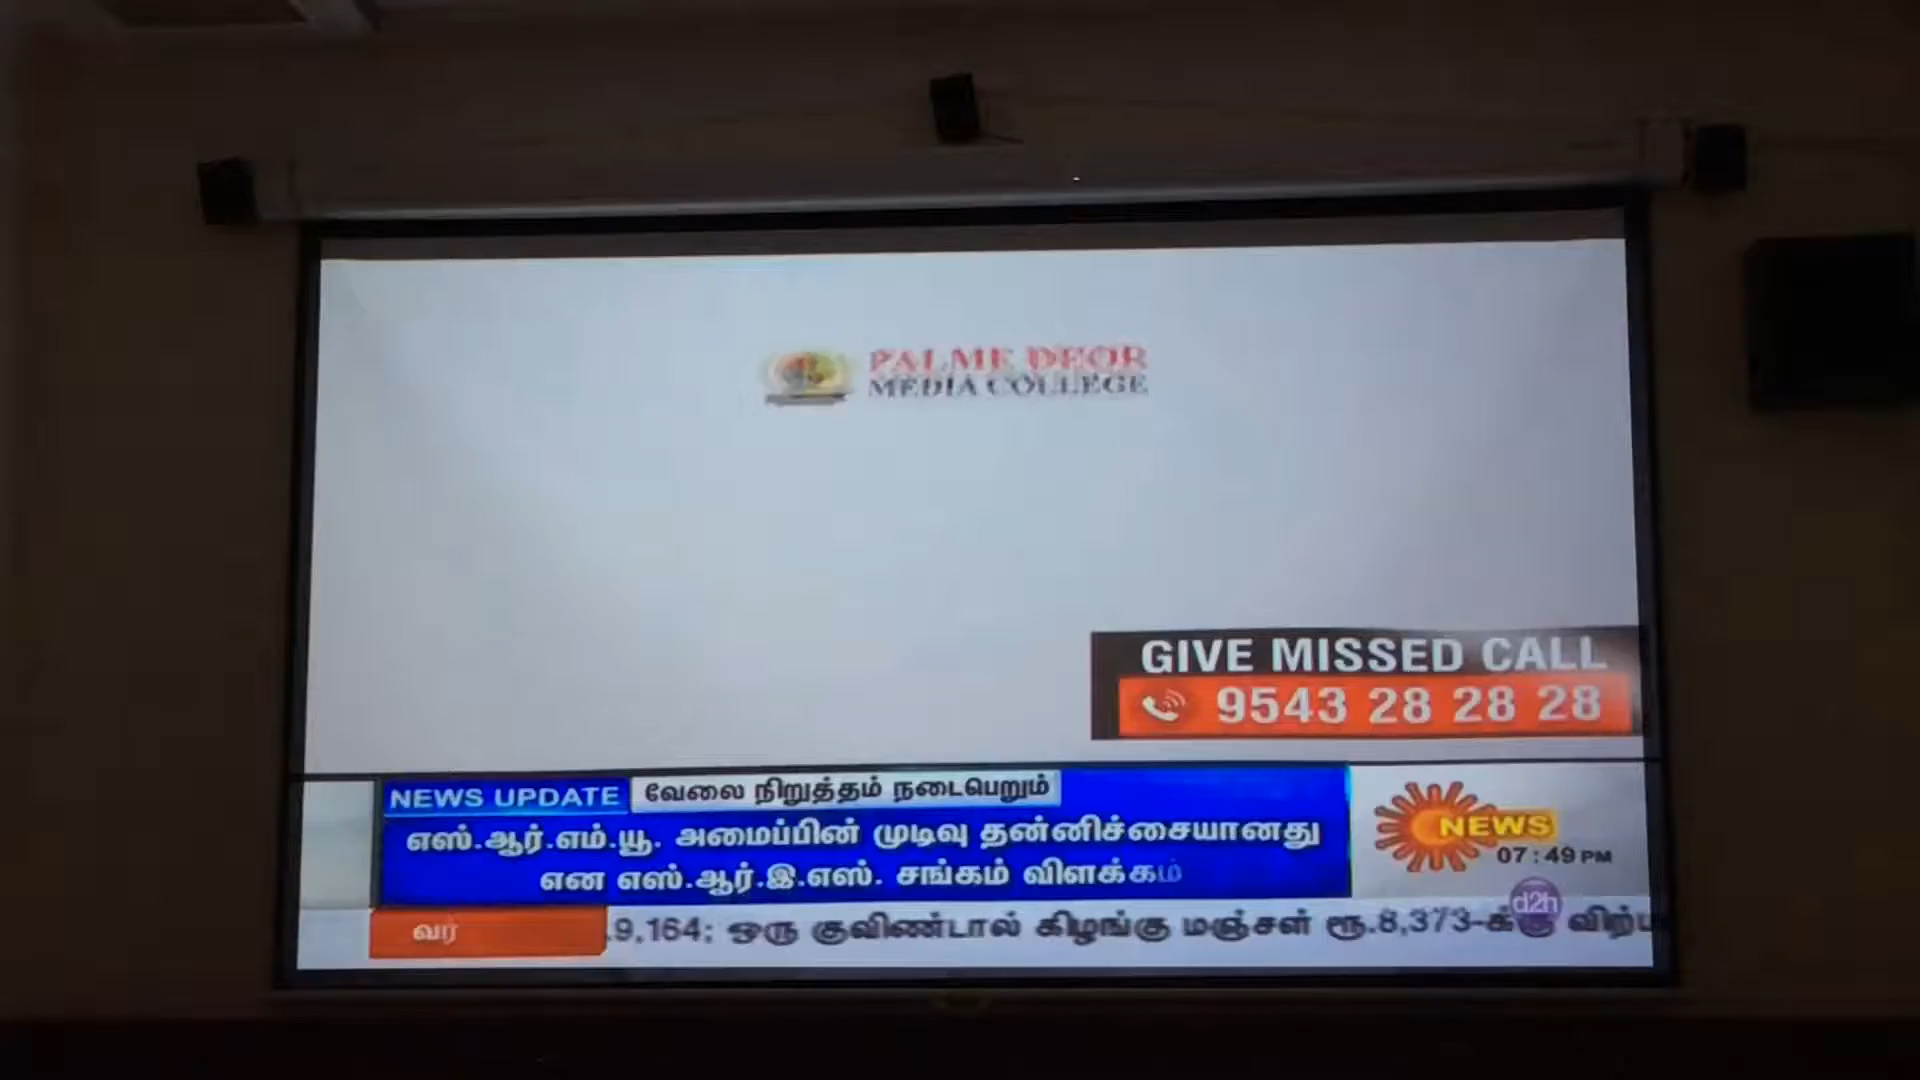 PALME DEOR
MEDIA COLLEGE
GIVE MISSED CALL
9543 28 28 28
NEWS UPDATE வேலை நிறுத்தம் நடைபெறும்
எஸ்.ஆர்.எம்.யூ. அமைப்பின் முடிவு தன்னிச்சையானது
என எஸ்.ஆர்.இ.எஸ். சங்கம் விளக்கம்
NEWS
07:49 PM
d2h
வர் .9,164; ஒரு குவிண்டால் கிழங்கு மஞ்சள் ரூ.8,373-க்கு